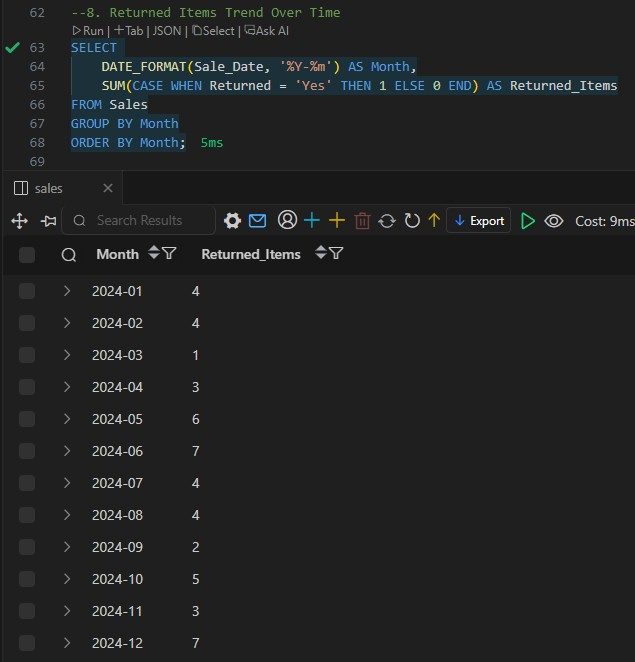 62 --8. Returned Items Trend Over Time
Run | +Tab | JSON | Select | Ask AI
63 SELECT
64 DATE_FORMAT(Sale_Date, '%Y-%m') AS Month,
65 SUM(CASE WHEN Returned = 'Yes' THEN 1 ELSE 0 END) AS Returned_Items
66 FROM Sales
67 GROUP BY Month
68 ORDER BY Month; 5ms
69
sales
Search Results Export Cost: 9ms
Month Returned_Items
2024-01 4
2024-02 4
2024-03 1
2024-04 3
2024-05 6
2024-06 7
2024-07 4
2024-08 4
2024-09 2
2024-10 5
2024-11 3
2024-12 7